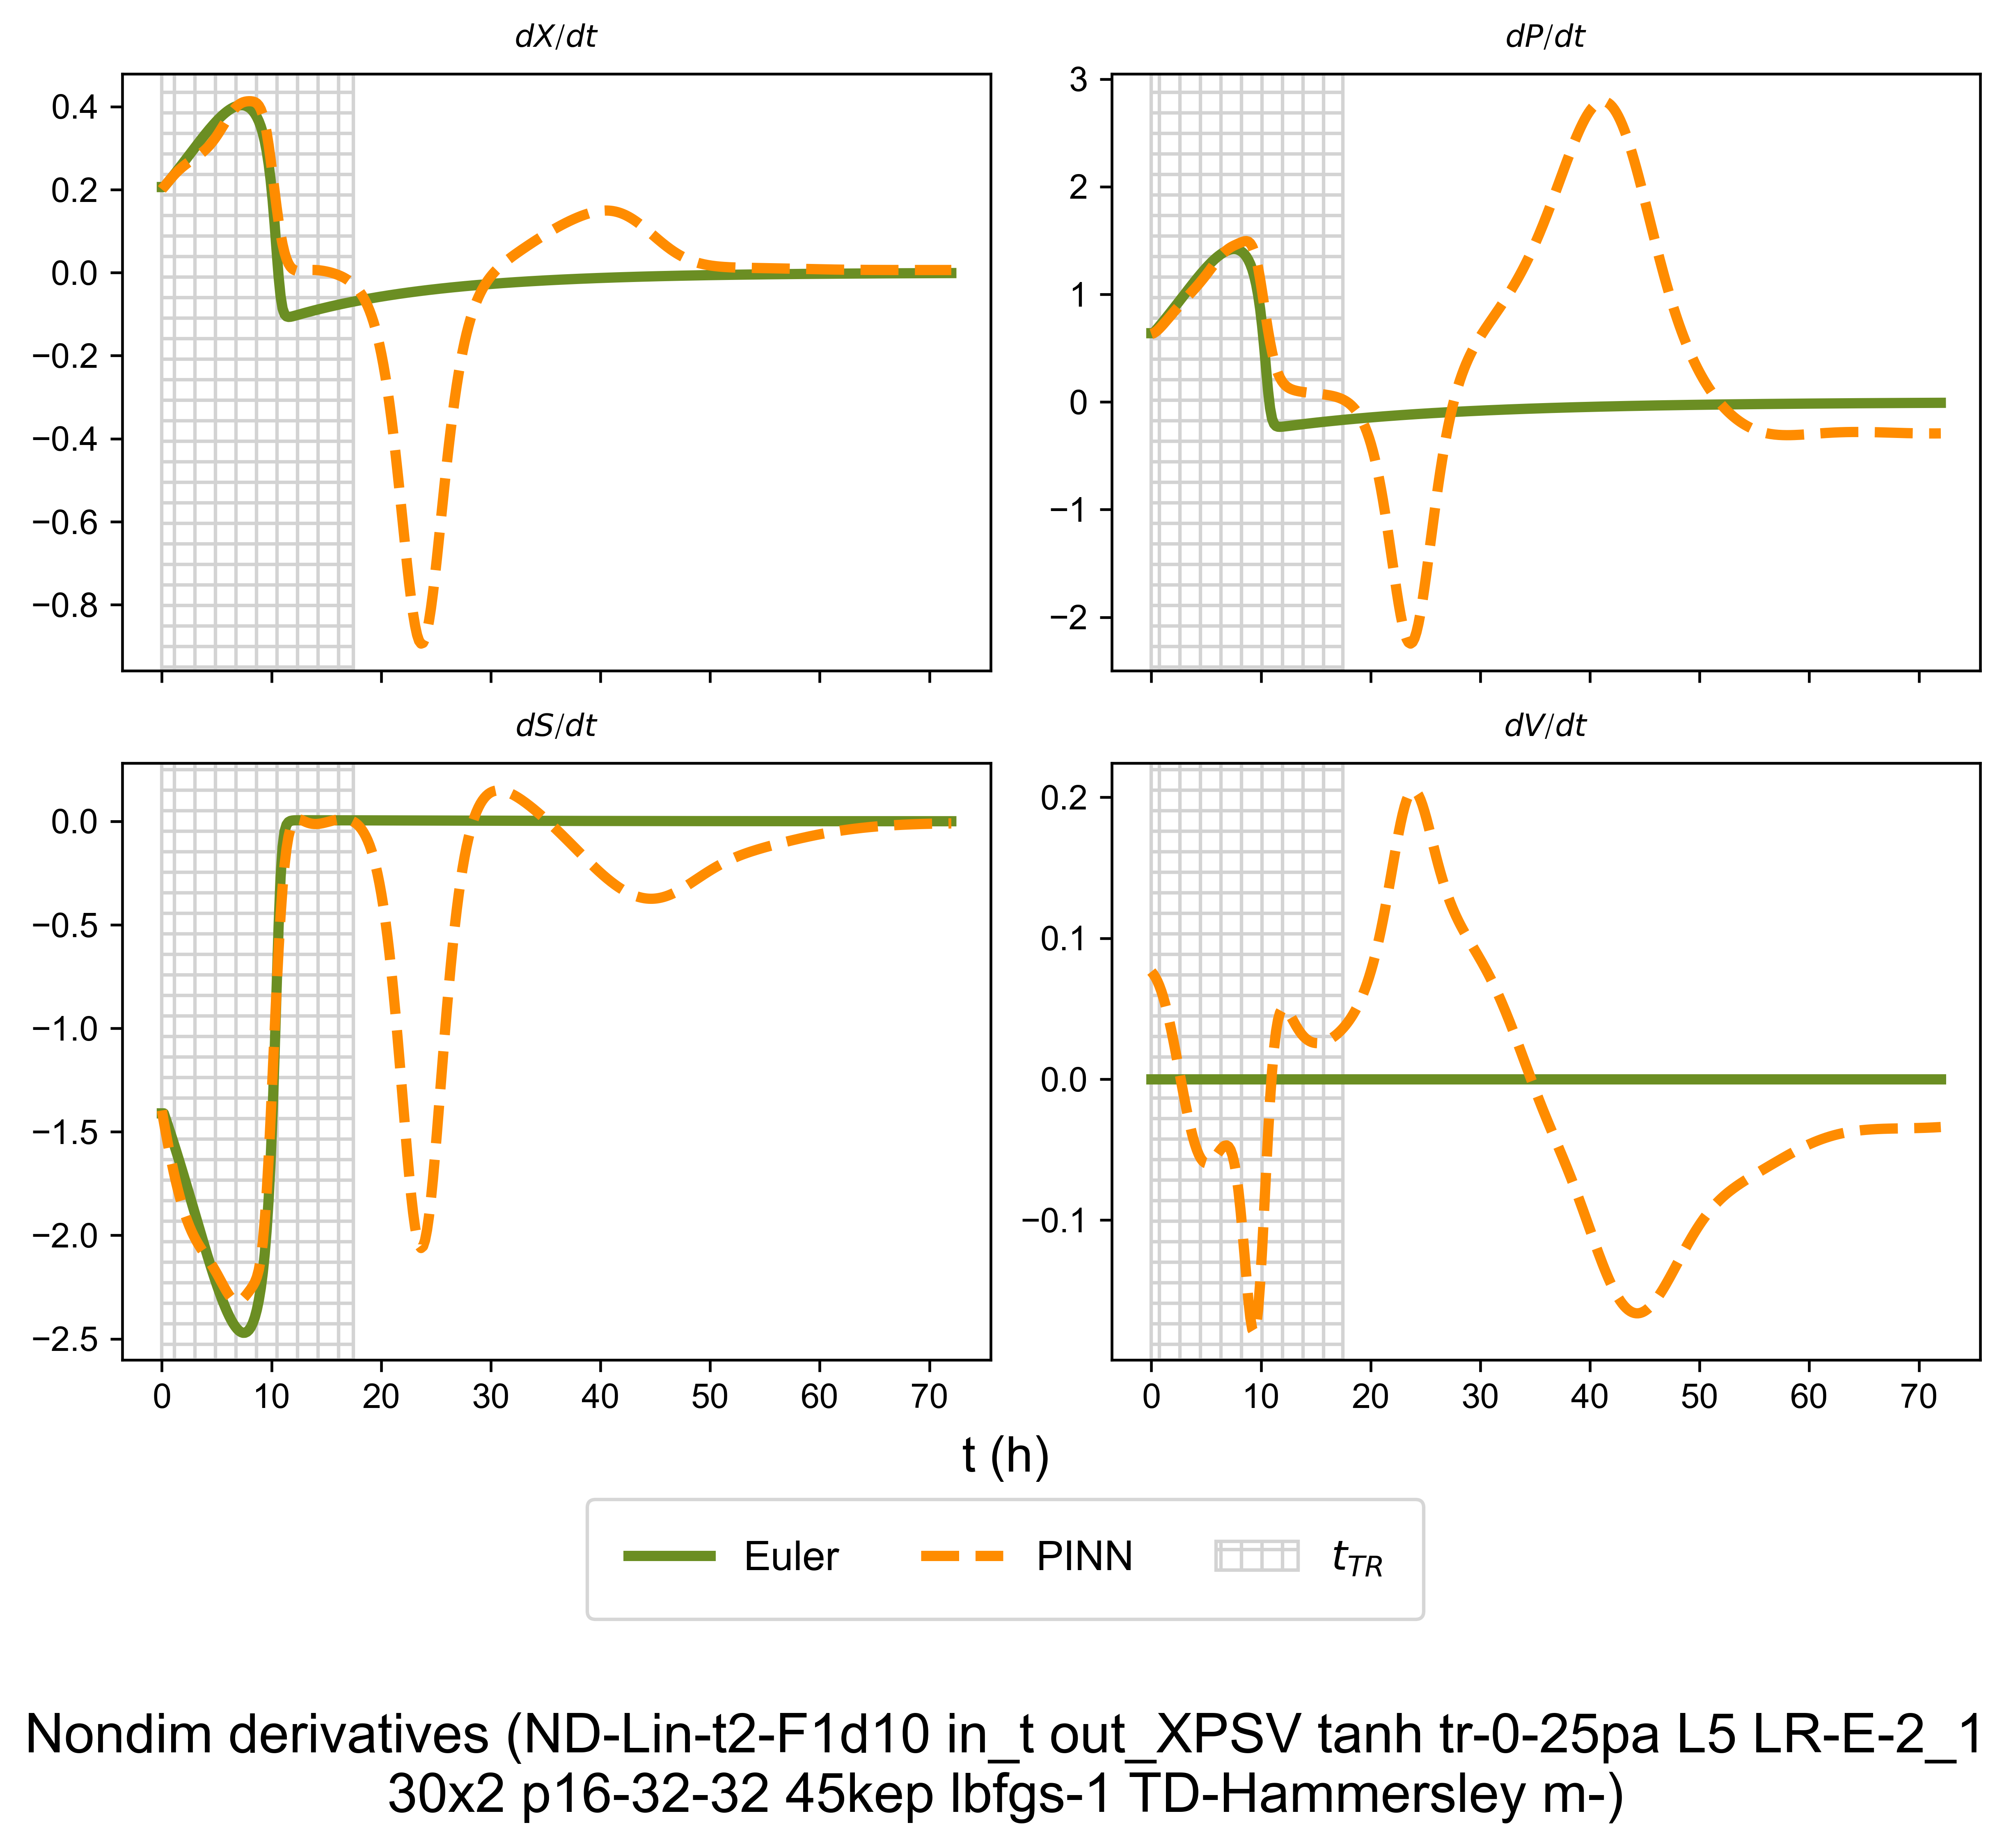 dX/dt
dP/dt
0.4
0.2
0.0
−0.2
−0.4
−0.6
−0.8
3
2
1
0
−1
−2
dS/dt
dV/dt
0.0
−0.5
−1.0
−1.5
−2.0
−2.5
0.2
0.1
0.0
−0.1
0 10 20 30 40 50 60 70
0 10 20 30 40 50 60 70
t (h)
Euler PINN t_TR
Nondim derivatives (ND-Lin-t2-F1d10 in_t out_XPSV tanh tr-0-25pa L5 LR-E-2_1
30x2 p16-32-32 45kep lbfgs-1 TD-Hammersley m-)